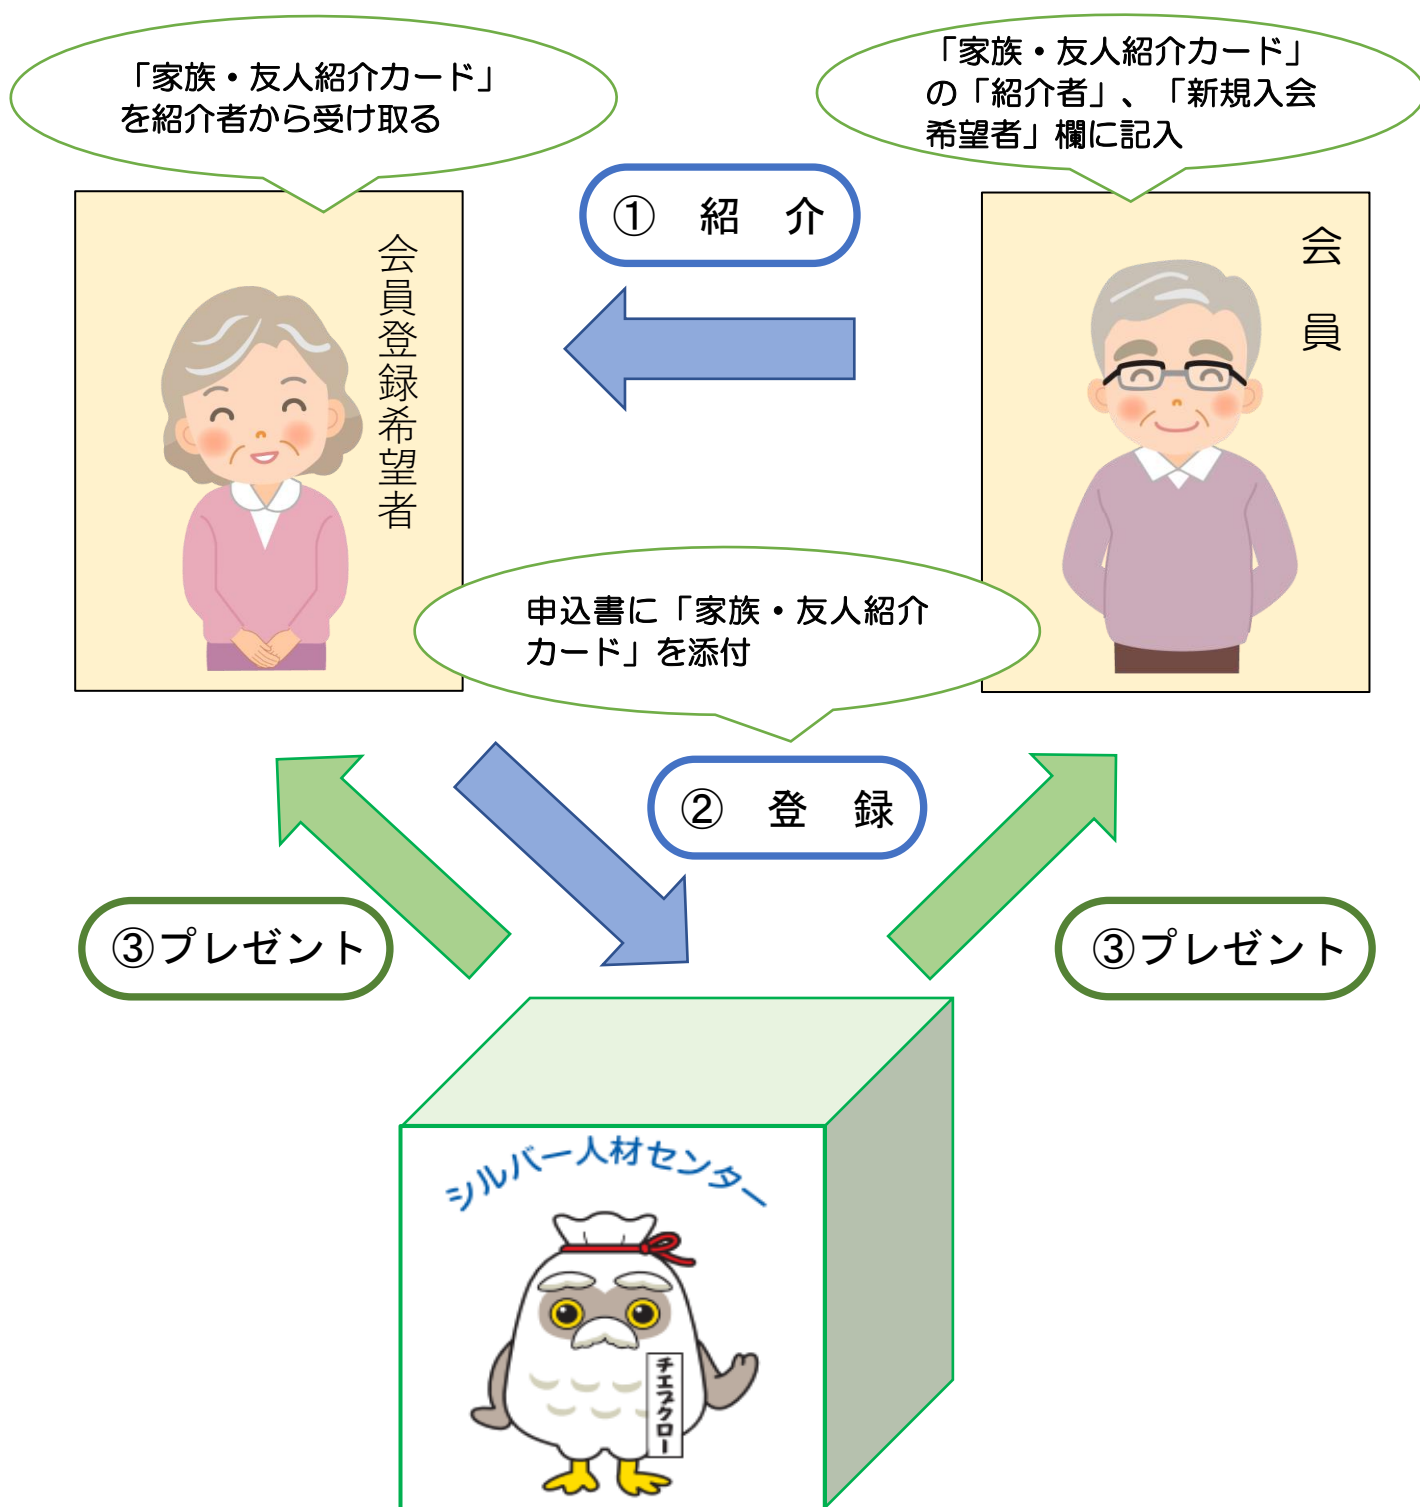 「家族・友人紹介カード」
を紹介者から受け取る
「家族・友人紹介カード」
の「紹介者」、「新規入会
希望者」欄に記入
① 紹 介
会員登録希望者
会 員
申込書に「家族・友人紹介
カード」を添付
② 登 録
③プレゼント
③プレゼント
シルバー人材センター
チエブクロー